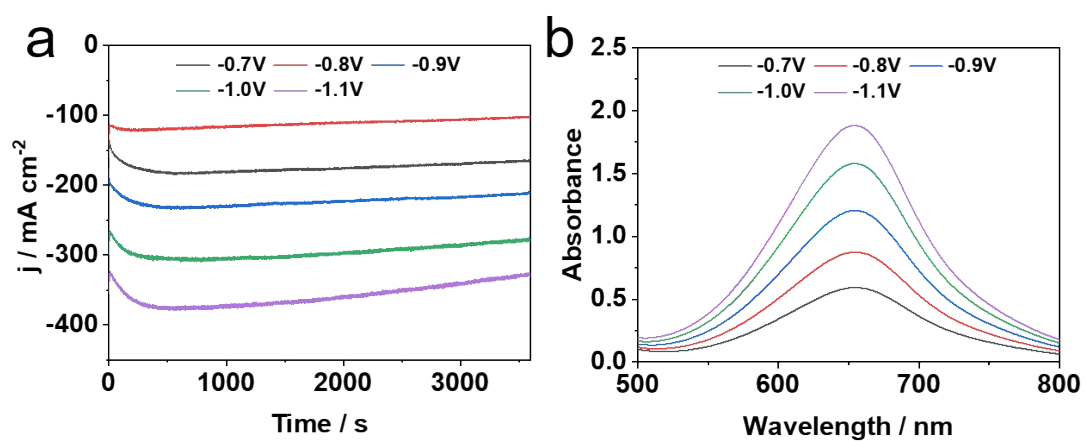 a
0
-100
-200
-300
-400
j / mA cm-2
-0.7V -0.8V -0.9V
-1.0V -1.1V
0 1000 2000 3000
Time / s
b
2.5
2.0
1.5
1.0
0.5
0.0
Absorbance
-0.7V -0.8V -0.9V
-1.0V -1.1V
500 600 700 800
Wavelength / nm